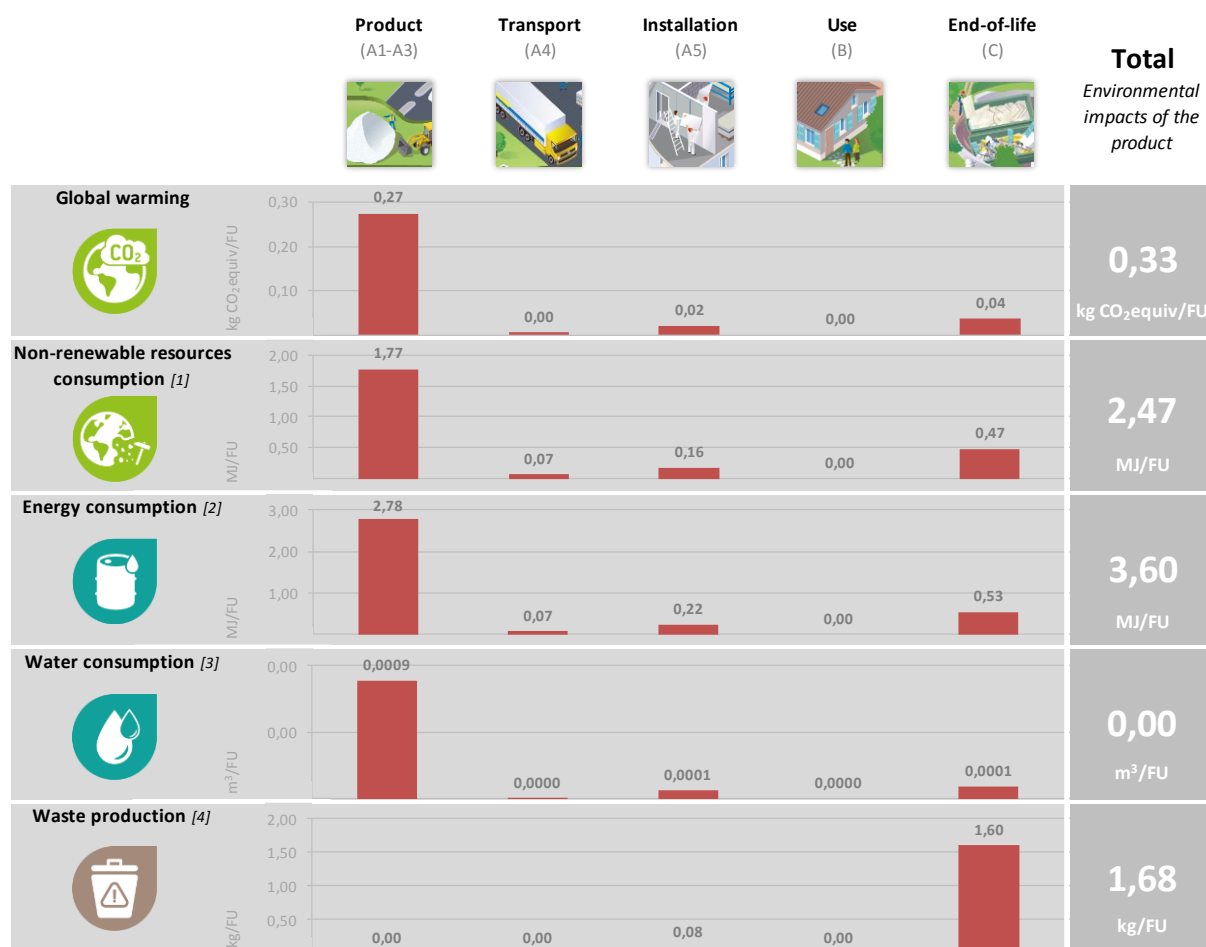 Product
(A1-A3)
Transport
(A4)
Installation
(A5)
Use
(B)
End-of-life
(C)
Total
Environmental
impacts of the
product
Global warming
CO2
kg CO2equiv/FU
0,30
0,20
0,10
0,27
0,00
0,02
0,00
0,04
0,33
kg CO2equiv/FU
Non-renewable resources
consumption [1]
MJ/FU
2,00
1,50
1,00
0,50
1,77
0,07
0,16
0,00
0,47
2,47
MJ/FU
Energy consumption [2]
MJ/FU
3,00
2,00
1,00
2,78
0,07
0,22
0,00
0,53
3,60
MJ/FU
Water consumption [3]
m3/FU
0,00
0,00
0,0009
0,0000
0,0001
0,0000
0,0001
0,00
m3/FU
Waste production [4]
kg/FU
2,00
1,50
1,00
0,50
0,00
0,00
0,08
0,00
1,60
1,68
kg/FU